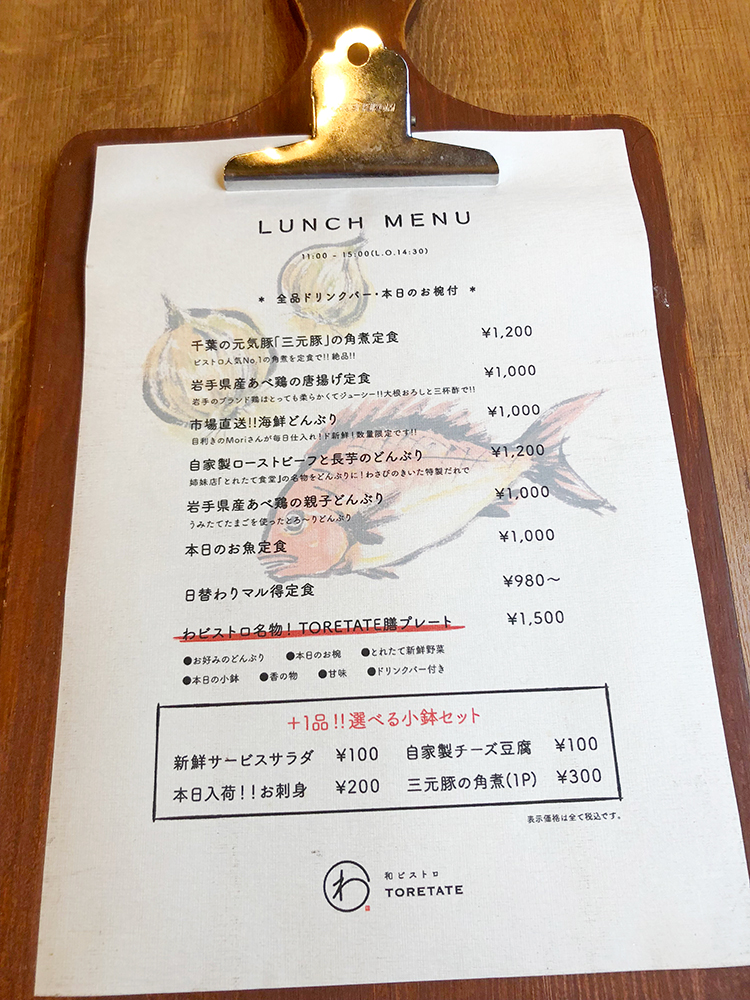 LUNCH MENU
11:00 - 15:00(L.O.14:30)
* 全品ドリンクバー・本日のお椀付 *
千葉の元気豚「三元豚」の角煮定食 ¥1,200
ビストロ人気No,1の角煮を定食で!! 絶品!!
岩手県産あべ鶏の唐揚げ定食 ¥1,000
岩手のブランド鶏はとっても柔らかくてジューシー!!大根おろしと三杯酢で!!
市場直送!!海鮮どんぶり ¥1,000
目利きのMoriさんが毎日仕入れ!ド新鮮!数量限定です!!
自家製ローストビーフと長芋のどんぶり ¥1,200
姉妹店「とれたて食堂」の名物をどんぶりに!わさびのきいた特製だれで
岩手県産あべ鶏の親子どんぶり ¥1,000
うみたてたまごを使ったとろ〜りどんぶり
本日のお魚定食 ¥1,000
日替わりマル得定食 ¥980〜
わビストロ名物! TORETATE膳プレート ¥1,500
●お好みのどんぶり ●本日のお椀 ●とれたて新鮮野菜
●本日の小鉢 ●香の物 ●甘味 ●ドリンクバー付き
+1品!!選べる小鉢セット
新鮮サービスサラダ ¥100 自家製チーズ豆腐 ¥100
本日入荷!!お刺身 ¥200 三元豚の角煮(1P) ¥300
表示価格は全て税込です。
わ
和ビストロ
TORETATE